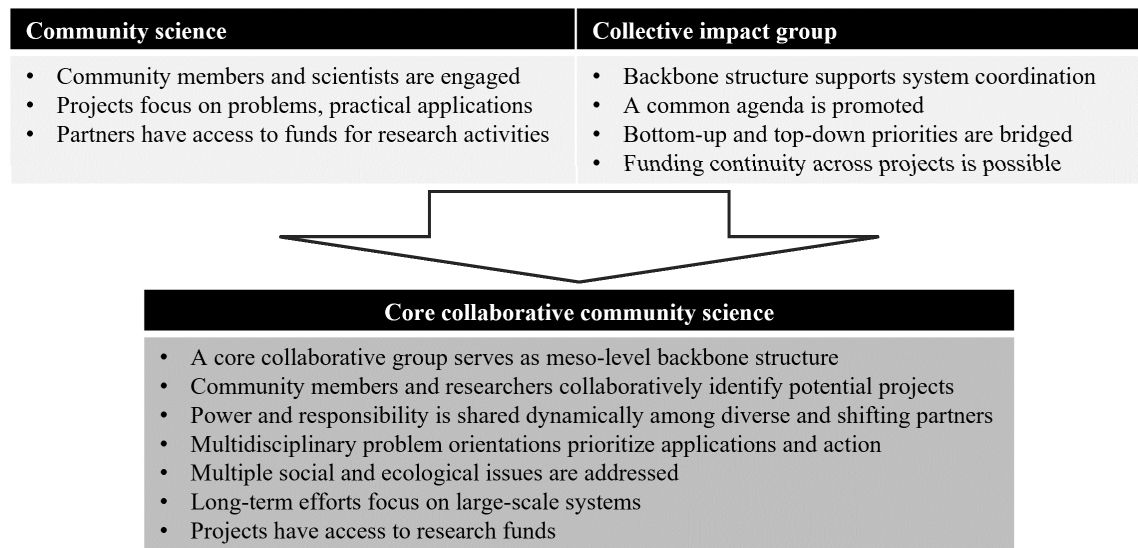 Community science
• Community members and scientists are engaged
• Projects focus on problems, practical applications
• Partners have access to funds for research activities
Collective impact group
• Backbone structure supports system coordination
• A common agenda is promoted
• Bottom-up and top-down priorities are bridged
• Funding continuity across projects is possible
Core collaborative community science
• A core collaborative group serves as meso-level backbone structure
• Community members and researchers collaboratively identify potential projects
• Power and responsibility is shared dynamically among diverse and shifting partners
• Multidisciplinary problem orientations prioritize applications and action
• Multiple social and ecological issues are addressed
• Long-term efforts focus on large-scale systems
• Projects have access to research funds